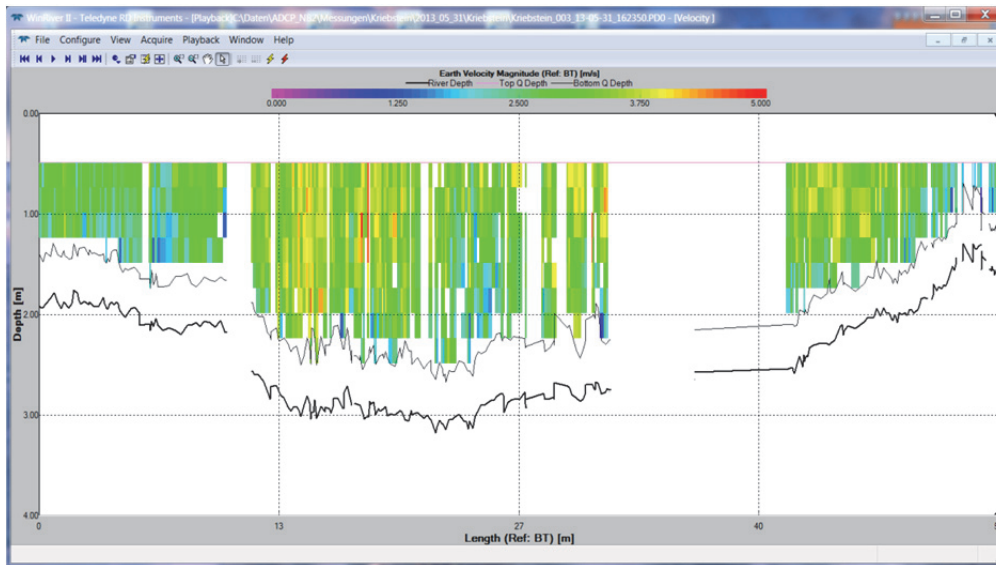 WinRiver II - Teledyne RD Instruments - [Playback\C:\Daten\ADCP_NB2\Messungen\Kriebstein\2013_05_31\Kriebstein\Kriebstein_003_13-05-31_162350.PD0 - [Velocity ]
File Configure View Acquire Playback Window Help
Earth Velocity Magnitude (Ref: BT) [m/s]
River Depth Top Q Depth Bottom Q Depth
0.000 1.250 2.500 3.750 5.000
0.00
1.00
2.00
3.00
4.00
Depth [m]
0 13 27 40
Length (Ref: BT) [m]